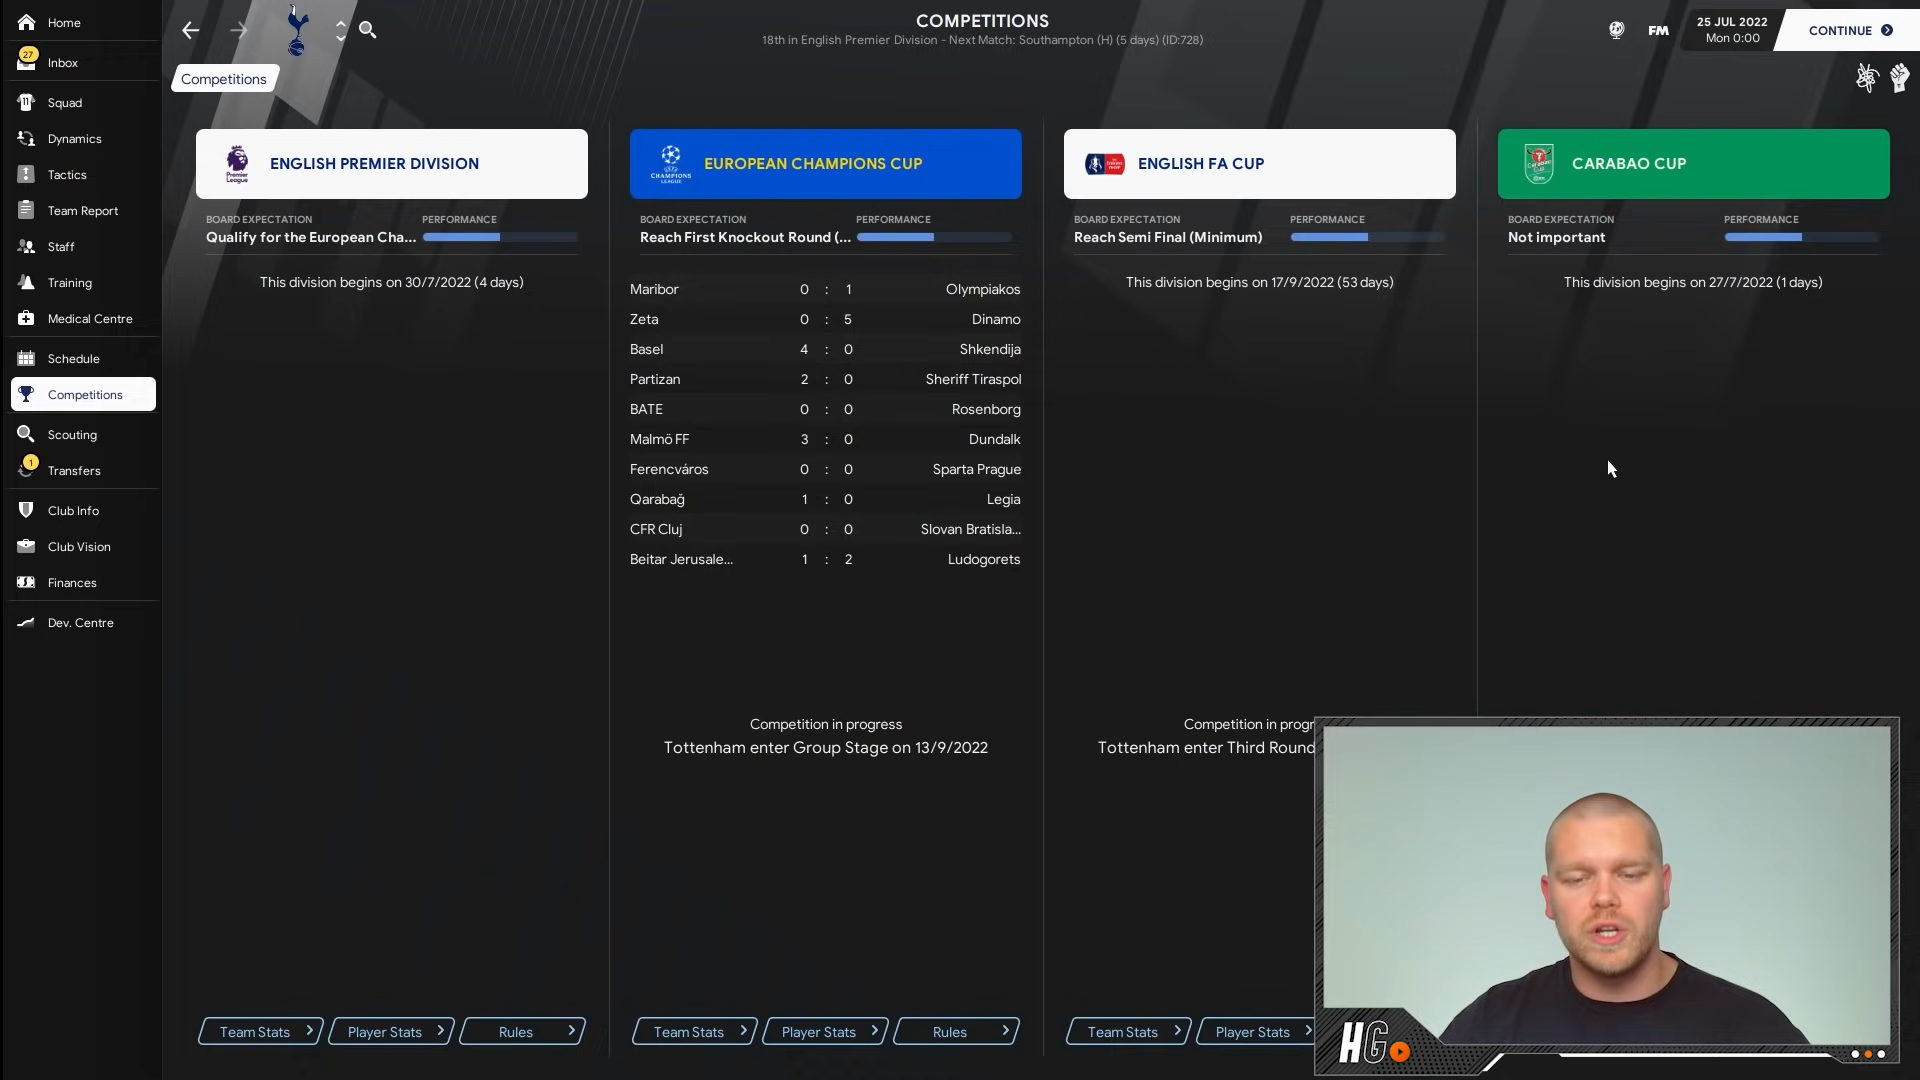 Home
27
Inbox
Squad
Dynamics
Tactics
Team Report
Staff
Training
Medical Centre
Schedule
Competitions
Scouting
1
Transfers
Club Info
Club Vision
Finances
Dev. Centre
COMPETITIONS
18th in English Premier Division - Next Match: Southampton (H) (5 days) (ID:728)
FM
25 JUL 2022
Mon 0:00
CONTINUE
Competitions
Premier League
ENGLISH PREMIER DIVISION
BOARD EXPECTATION PERFORMANCE
Qualify for the European Cha...
This division begins on 30/7/2022 (4 days)
Team Stats Player Stats Rules
CHAMPIONS LEAGUE
EUROPEAN CHAMPIONS CUP
BOARD EXPECTATION PERFORMANCE
Reach First Knockout Round (...
Maribor 0 : 1 Olympiakos
Zeta 0 : 5 Dinamo
Basel 4 : 0 Shkendija
Partizan 2 : 0 Sheriff Tiraspol
BATE 0 : 0 Rosenborg
Malmö FF 3 : 0 Dundalk
Ferencváros 0 : 0 Sparta Prague
Qarabağ 1 : 0 Legia
CFR Cluj 0 : 0 Slovan Bratisla...
Beitar Jerusale... 1 : 2 Ludogorets
Competition in progress
Tottenham enter Group Stage on 13/9/2022
Team Stats Player Stats Rules
ENGLISH FA CUP
BOARD EXPECTATION PERFORMANCE
Reach Semi Final (Minimum)
This division begins on 17/9/2022 (53 days)
Competition in progr
Tottenham enter Third Round
Team Stats Player Stats
CARABAO CUP
BOARD EXPECTATION PERFORMANCE
Not important
This division begins on 27/7/2022 (1 days)
HG